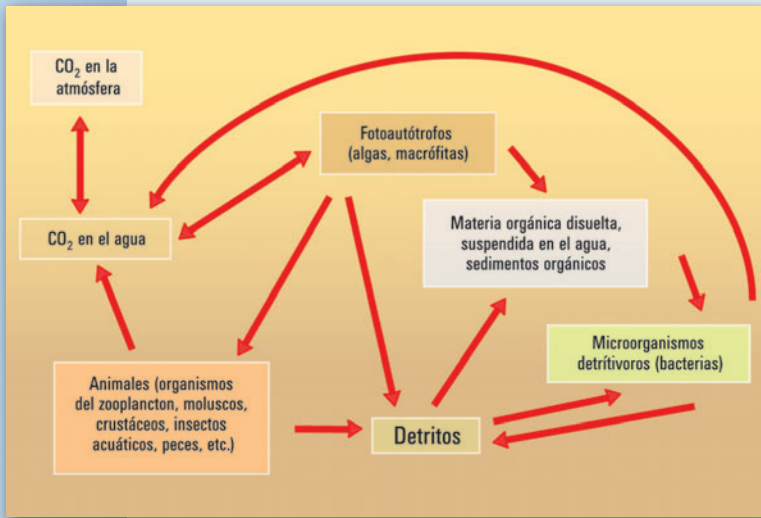 CO₂ en la
atmósfera
Fotoautótrofos
(algas, macrófitas)
CO₂ en el agua
Materia orgánica disuelta,
suspendida en el agua,
sedimentos orgánicos
Microorganismos
detrítivoros (bacterias)
Animales (organismos
del zooplancton, moluscos,
crustáceos, insectos
acuáticos, peces, etc.)
Detritos